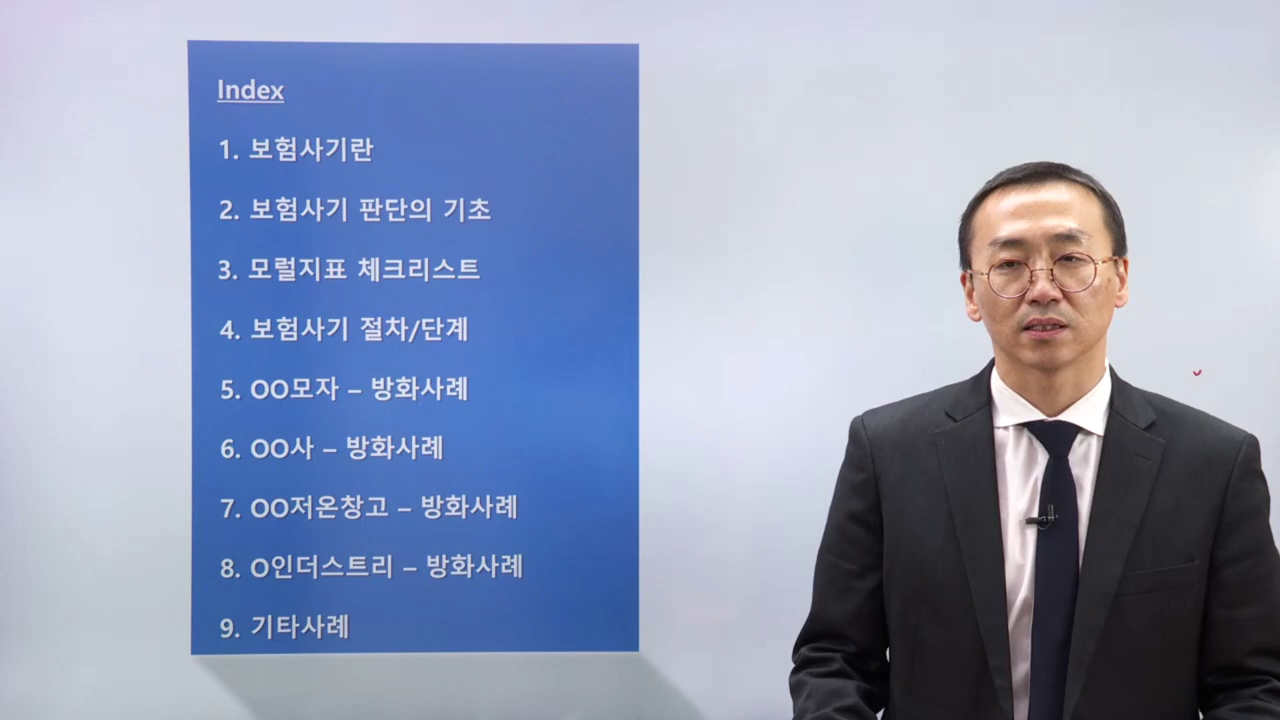 Index
1. 보험사기란
2. 보험사기 판단의 기초
3. 모럴지표 체크리스트
4. 보험사기 절차/단계
5. OO모자 – 방화사례
6. OO사 – 방화사례
7. OO저온창고 – 방화사례
8. O인더스트리 – 방화사례
9. 기타사례